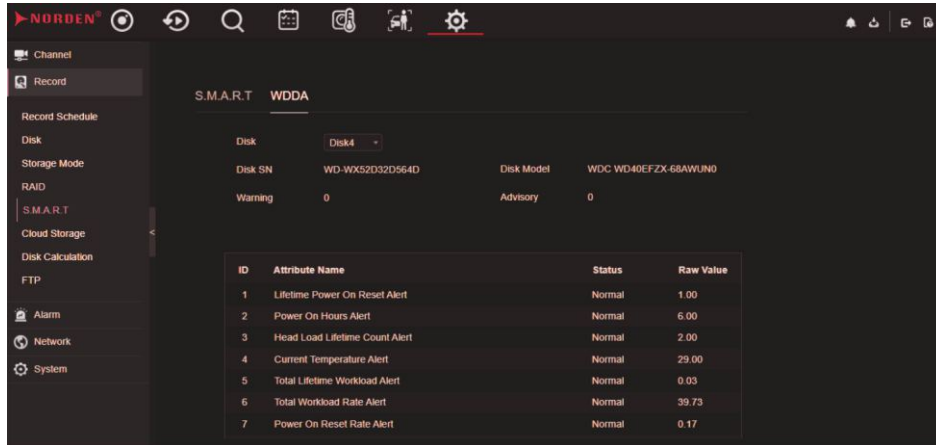 NORDEN®
Channel
Record
Record Schedule
Disk
Storage Mode
RAID
S.M.A.R.T
Cloud Storage
Disk Calculation
FTP
Alarm
Network
System
S.M.A.R.T WDDA
Disk Disk4
Disk SN WD-WX52D32D564D Disk Model WDC WD40EFZX-68AWUN0
Warning 0 Advisory 0
ID Attribute Name Status Raw Value
1 Lifetime Power On Reset Alert Normal 1.00
2 Power On Hours Alert Normal 6.00
3 Head Load Lifetime Count Alert Normal 2.00
4 Current Temperature Alert Normal 29.00
5 Total Lifetime Workload Alert Normal 0.03
6 Total Workload Rate Alert Normal 39.73
7 Power On Reset Rate Alert Normal 0.17